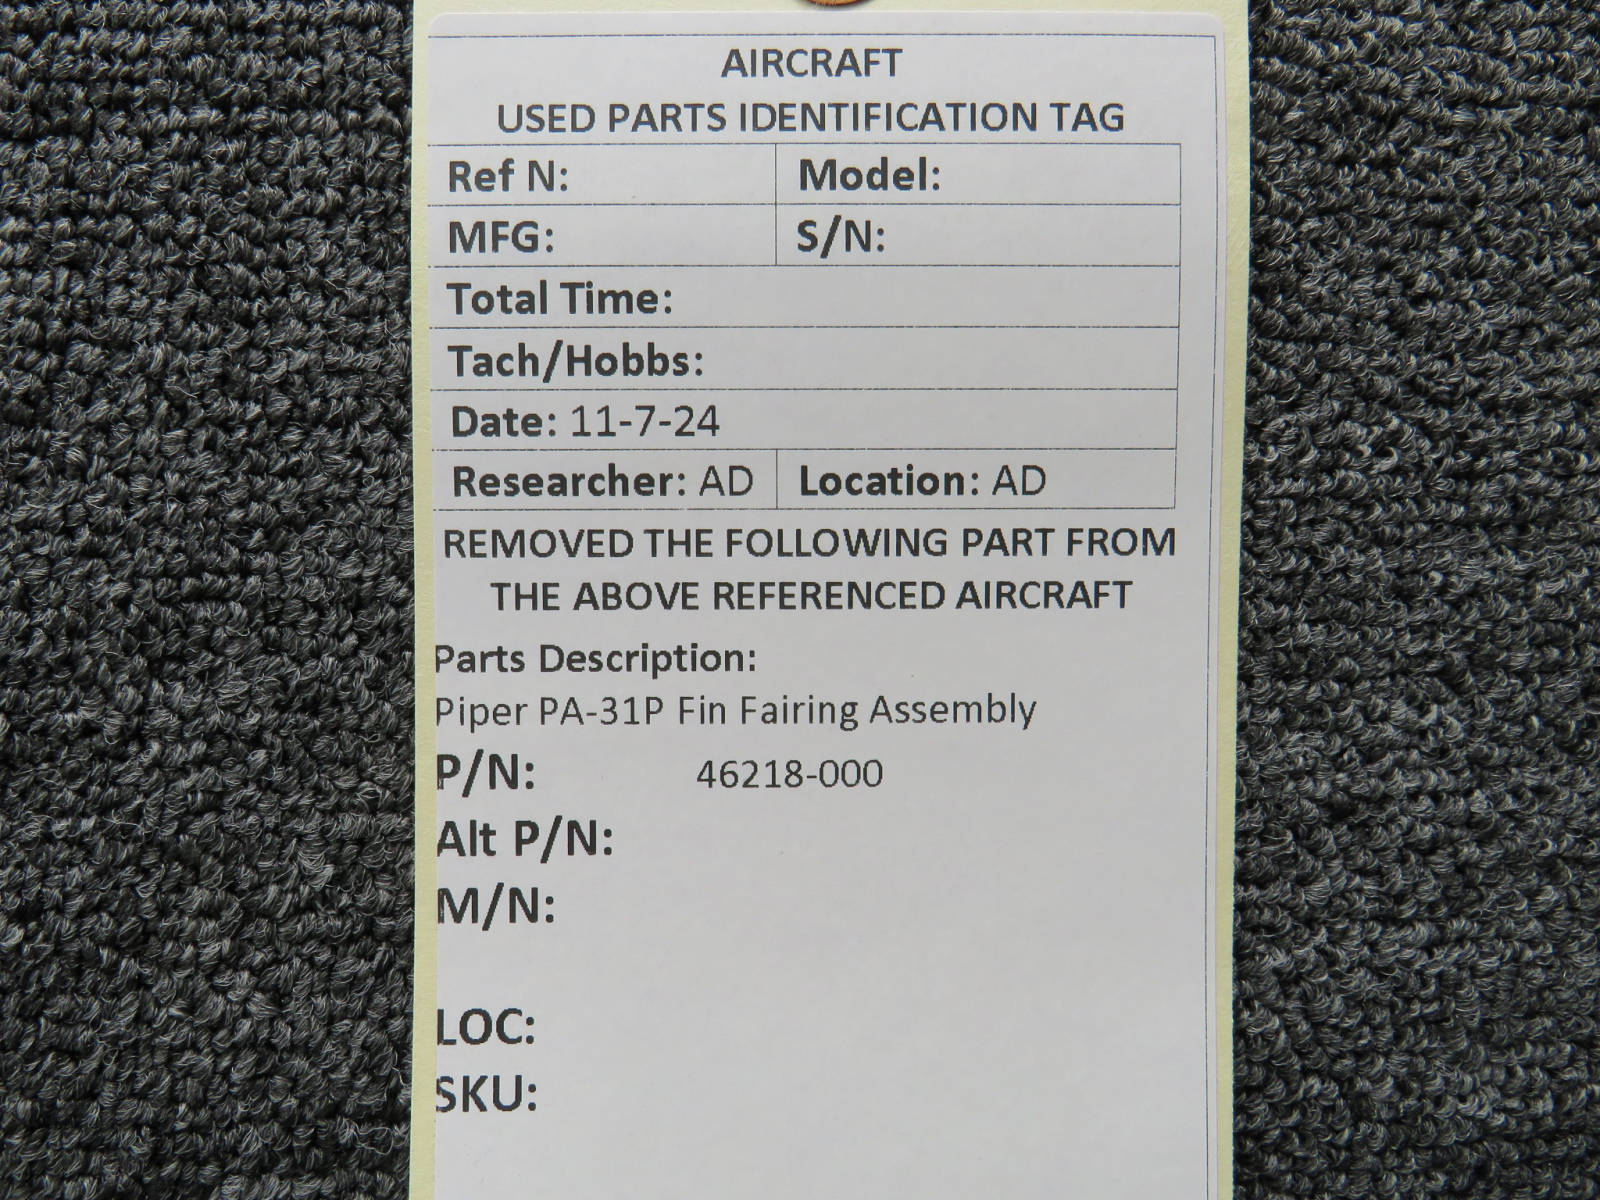 AIRCRAFT
USED PARTS IDENTIFICATION TAG
Ref N: Model:
MFG: S/N:
Total Time:
Tach/Hobbs:
Date: 11-7-24
Researcher: AD Location: AD
REMOVED THE FOLLOWING PART FROM
THE ABOVE REFERENCED AIRCRAFT
Parts Description:
Piper PA-31P Fin Fairing Assembly
P/N: 46218-000
Alt P/N:
M/N:
LOC:
SKU: